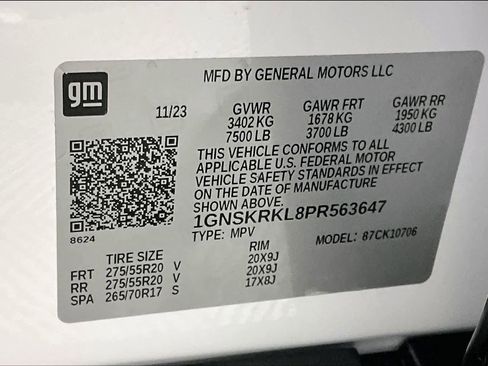 gm
MFD BY GENERAL MOTORS LLC
11/23 GVWR GAWR FRT GAWR RR
3402 KG 1678 KG 1950 KG
7500 LB 3700 LB 4300 LB
THIS VEHICLE CONFORMS TO ALL
APPLICABLE U.S. FEDERAL MOTOR
VEHICLE SAFETY STANDARDS IN EFFECT
ON THE DATE OF MANUFACTURE
SHOWN ABOVE.
1GNSKRKL8PR563647
8624
TYPE: MPV MODEL: 87CK10706
TIRE SIZE RIM
FRT 275/55R20 V 20X9J
RR 275/55R20 V 20X9J
SPA 265/70R17 S 17X8J